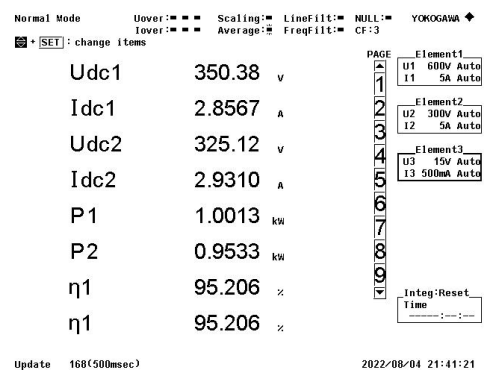 Normal Mode Uover: Scaling: LineFilt: NULL: YOKOGAWA
Iover: Average: FreqFilt: CF:3
+ SET : change items
PAGE
1
2
3
4
5
6
7
8
9
Udc1 350.38 V
Idc1 2.8567 A
Udc2 325.12 V
Idc2 2.9310 A
P1 1.0013 kW
P2 0.9533 kW
η1 95.206 %
η1 95.206 %
Element1
U1 600V Auto
I1 5A Auto
Element2
U2 300V Auto
I2 5A Auto
Element3
U3 15V Auto
I3 500mA Auto
Integ:Reset
Time
-----:--:--
Update 168(500msec) 2022/08/04 21:41:21